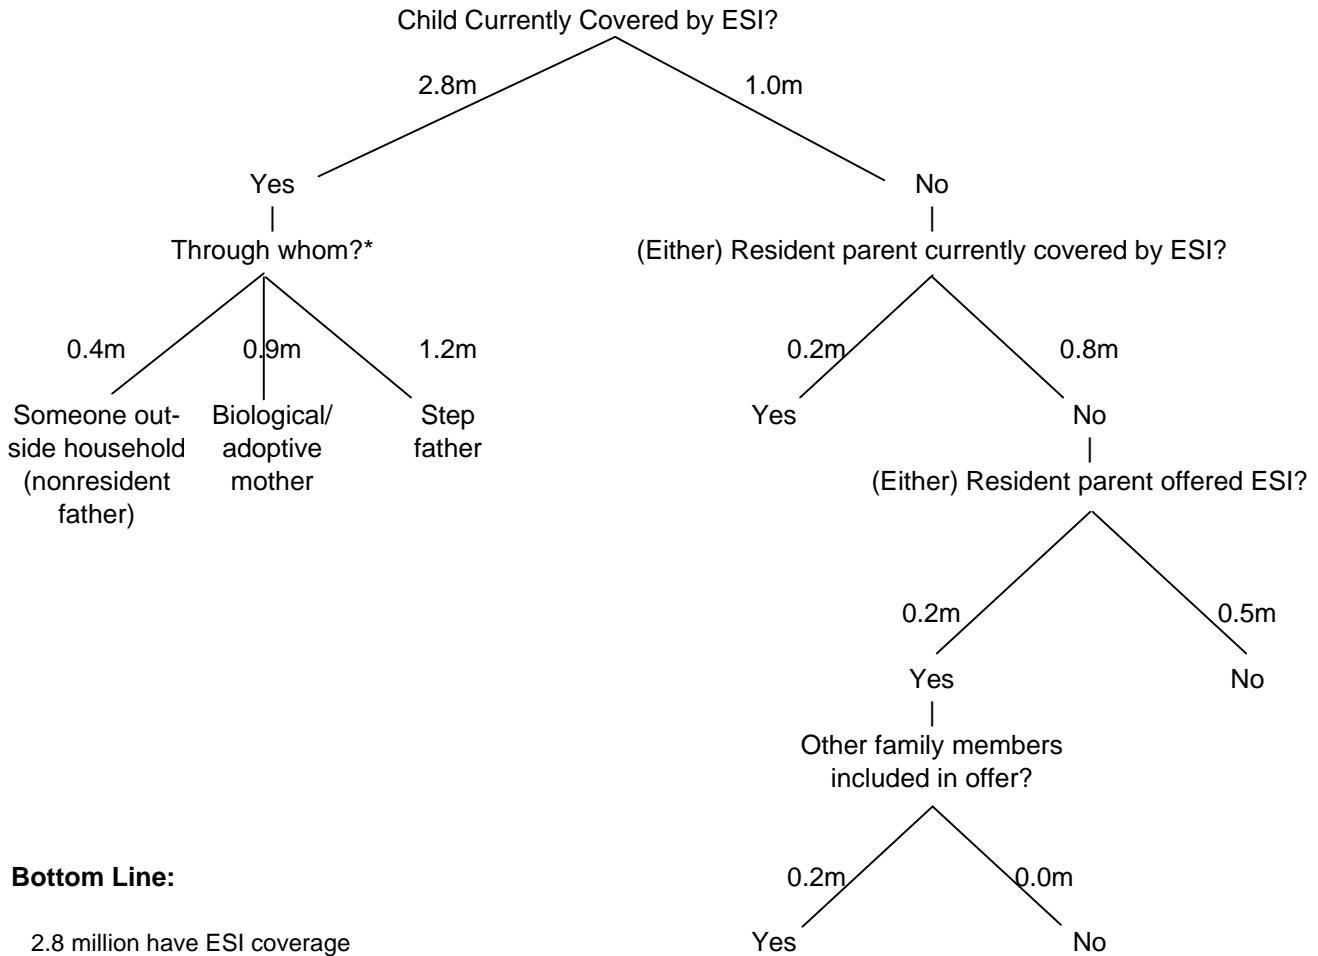 Child Currently Covered by ESI?
2.8m
1.0m
Yes
No
Through whom?*
(Either) Resident parent currently covered by ESI?
0.4m
0.9m
1.2m
0.2m
0.8m
Someone out-
side household
(nonresident
father)
Biological/
adoptive
mother
Step
father
Yes
No
(Either) Resident parent offered ESI?
0.2m
0.5m
Yes
No
Other family members
included in offer?
0.2m
0.0m
Yes
No
Bottom Line:
2.8 million have ESI coverage